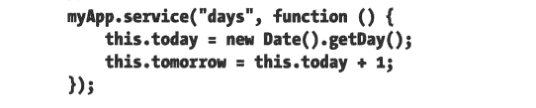 myApp.service("days", function () {
    this.today = new Date().getDay();
    this.tomorrow = this.today + 1;
});